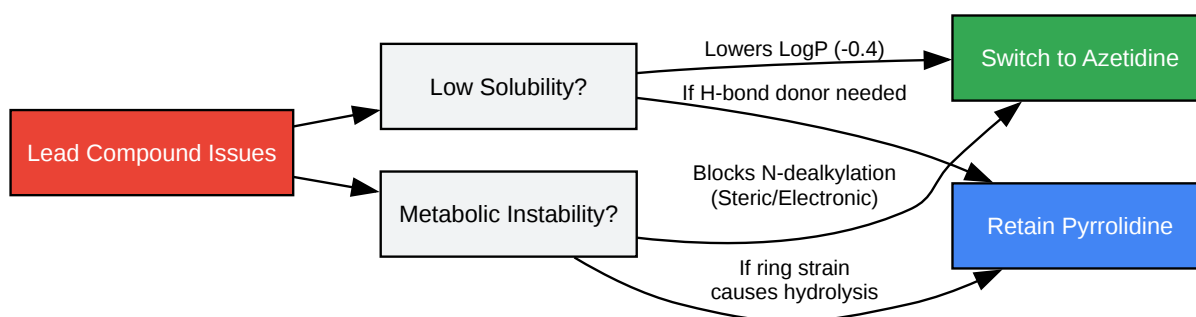 Lead Compound Issues
Low Solubility?
Metabolic Instability?
Lowers LogP (-0.4)
If H-bond donor needed
Blocks N-dealkylation
(Steric/Electronic)
If ring strain
causes hydrolysis
Switch to Azetidine
Retain Pyrrolidine